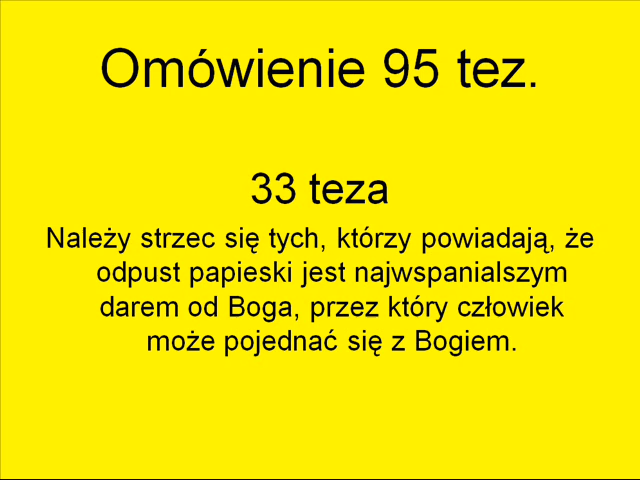 Omówienie 95 tez.
33 teza
Należy strzec się tych, którzy powiadają, że
odpust papieski jest najwspanialszym
darem od Boga, przez który człowiek
może pojednać się z Bogiem.